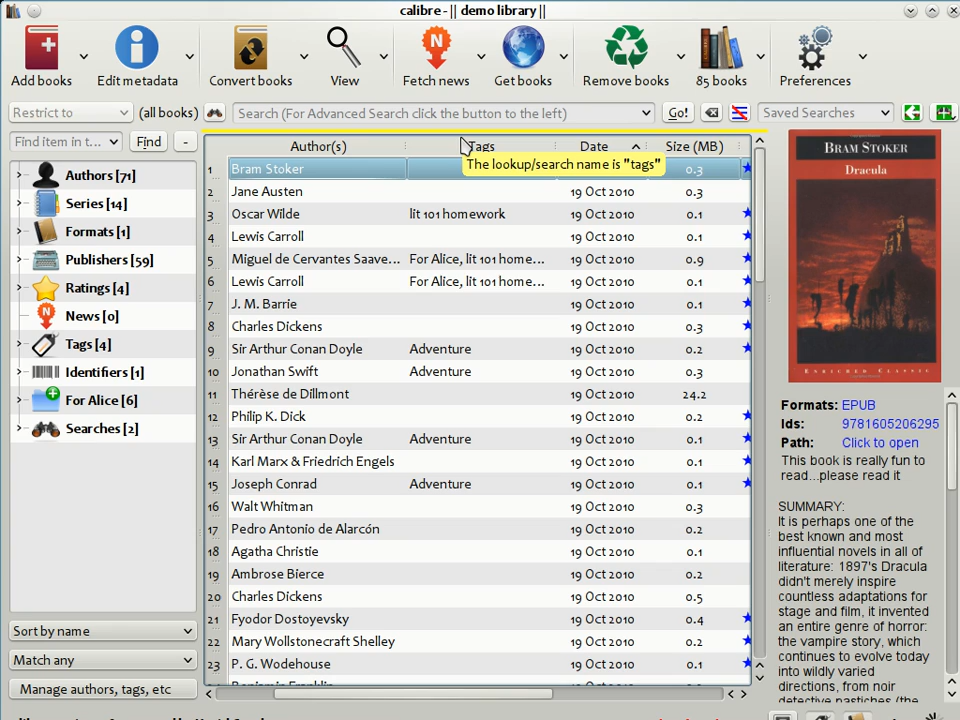 calibre - || demo library ||
Add books
Edit metadata
Convert books
View
Fetch news
Get books
Remove books
85 books
Preferences
Restrict to
(all books)
Search (For Advanced Search click the button to the left)
Go!
Saved Searches
Find item in t...
Find
-
Authors [71]
Series [14]
Formats [1]
Publishers [59]
Ratings [4]
News [0]
Tags [4]
Identifiers [1]
For Alice [6]
Searches [2]
Sort by name
Match any
Manage authors, tags, etc
Author(s) Tags Date Size (MB)
The lookup/search name is "tags"
1 Bram Stoker 0.3
2 Jane Austen 19 Oct 2010 0.3
3 Oscar Wilde lit 101 homework 19 Oct 2010 0.1
4 Lewis Carroll 19 Oct 2010 0.1
5 Miguel de Cervantes Saave... For Alice, lit 101 home... 19 Oct 2010 0.9
6 Lewis Carroll For Alice, lit 101 home... 19 Oct 2010 0.1
7 J. M. Barrie 19 Oct 2010 0.1
8 Charles Dickens 19 Oct 2010 0.3
9 Sir Arthur Conan Doyle Adventure 19 Oct 2010 0.2
10 Jonathan Swift Adventure 19 Oct 2010 0.3
11 Thérèse de Dillmont 19 Oct 2010 24.2
12 Philip K. Dick 19 Oct 2010 0.2
13 Sir Arthur Conan Doyle Adventure 19 Oct 2010 0.1
14 Karl Marx & Friedrich Engels 19 Oct 2010 0.1
15 Joseph Conrad Adventure 19 Oct 2010 0.1
16 Walt Whitman 19 Oct 2010 0.3
17 Pedro Antonio de Alarcón 19 Oct 2010 0.2
18 Agatha Christie 19 Oct 2010 0.1
19 Ambrose Bierce 19 Oct 2010 0.2
20 Charles Dickens 19 Oct 2010 0.5
21 Fyodor Dostoyevsky 19 Oct 2010 0.4
22 Mary Wollstonecraft Shelley 19 Oct 2010 0.2
23 P. G. Wodehouse 19 Oct 2010 0.1
BRAM STOKER
Dracula
ENRICHED CLASSIC
Formats: EPUB
Ids: 9781605206295
Path: Click to open
This book is really fun to
read...please read it
SUMMARY:
It is perhaps one of the
best known and most
influential novels in all of
literature: 1897's Dracula
didn't merely inspire
countless adaptations for
stage and film, it invented
an entire genre of horror:
the vampire story, which
continues to evolve today
into wildly varied
directions, from noir
detective pastiches (the